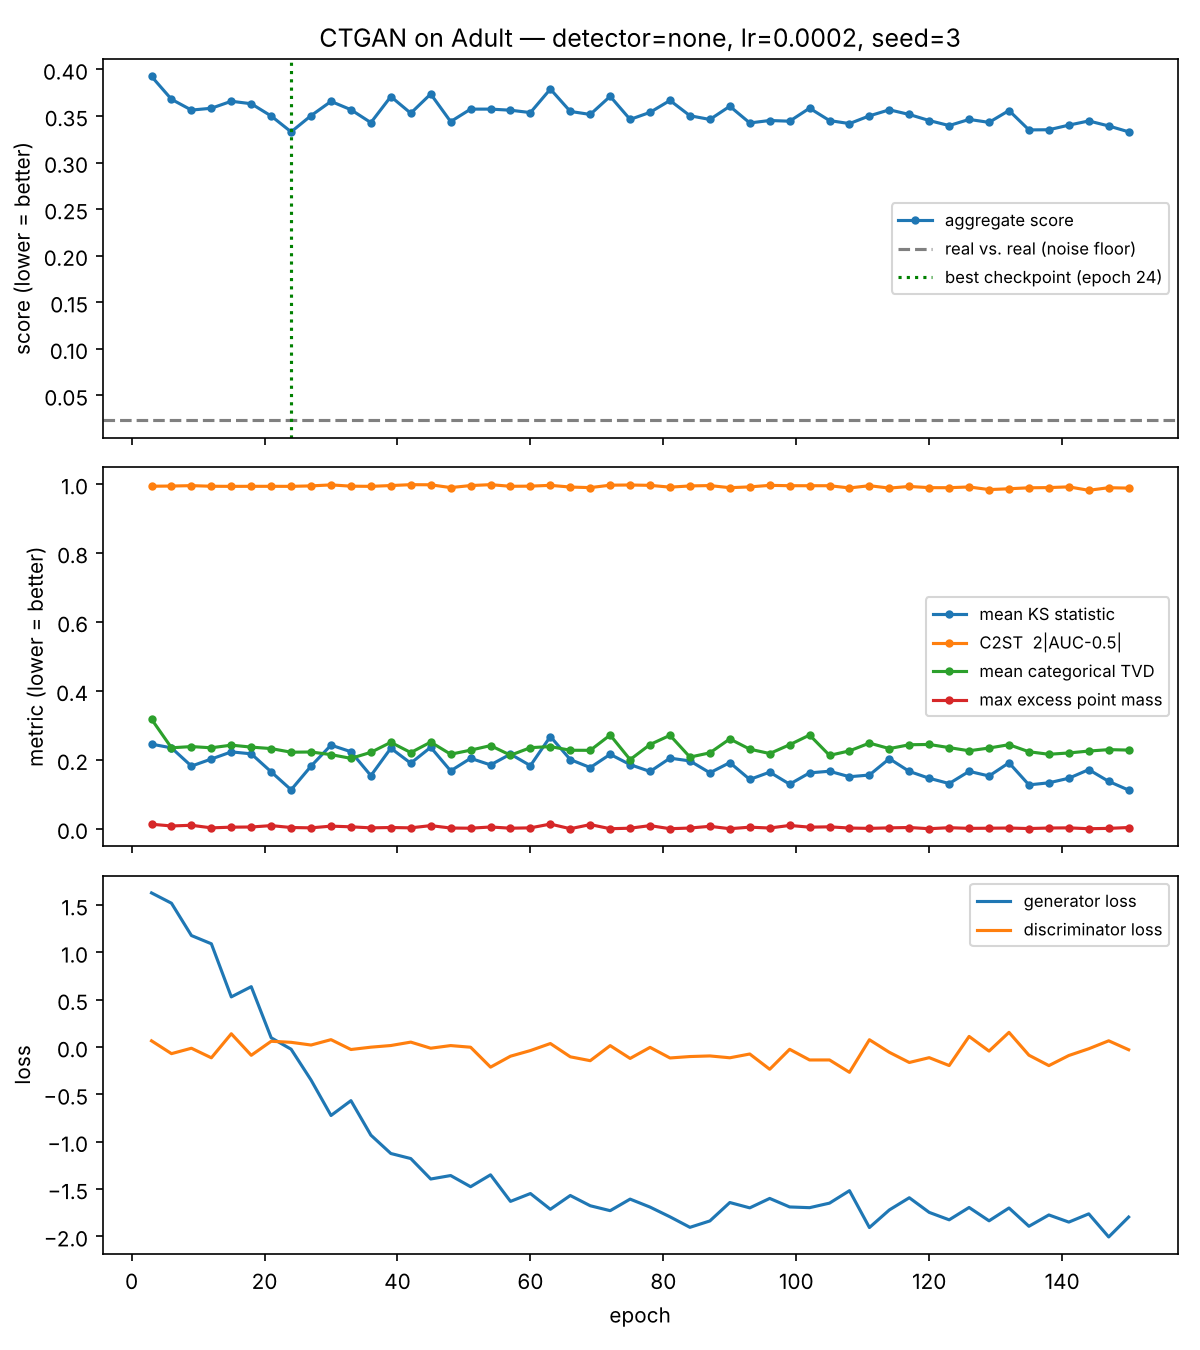 CTGAN on Adult — detector=none, lr=0.0002, seed=3
score (lower = better)
0.40
0.35
0.30
0.25
0.20
0.15
0.10
0.05
aggregate score
real vs. real (noise floor)
best checkpoint (epoch 24)
metric (lower = better)
1.0
0.8
0.6
0.4
0.2
0.0
mean KS statistic
C2ST  2|AUC-0.5|
mean categorical TVD
max excess point mass
loss
1.5
1.0
0.5
0.0
−0.5
−1.0
−1.5
−2.0
generator loss
discriminator loss
0 20 40 60 80 100 120 140
epoch